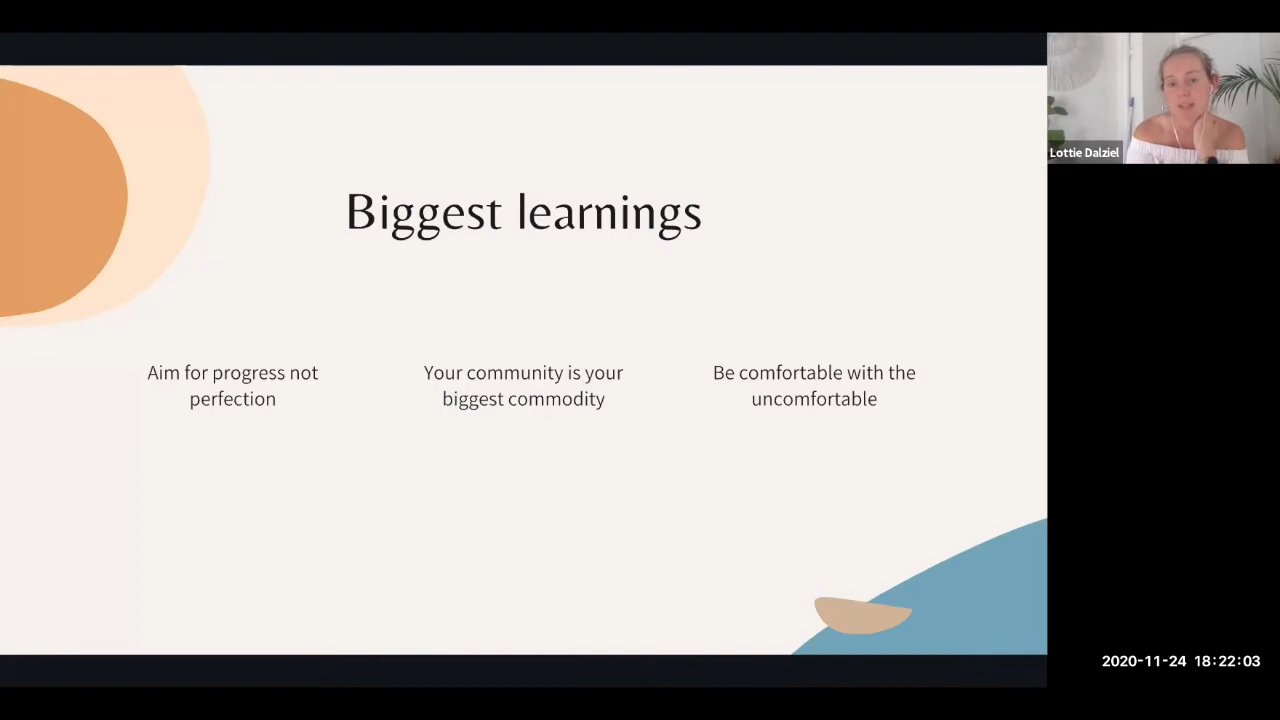 Biggest learnings
Aim for progress not
perfection
Your community is your
biggest commodity
Be comfortable with the
uncomfortable
Lottie Dalziel
2020-11-24 18:22:03